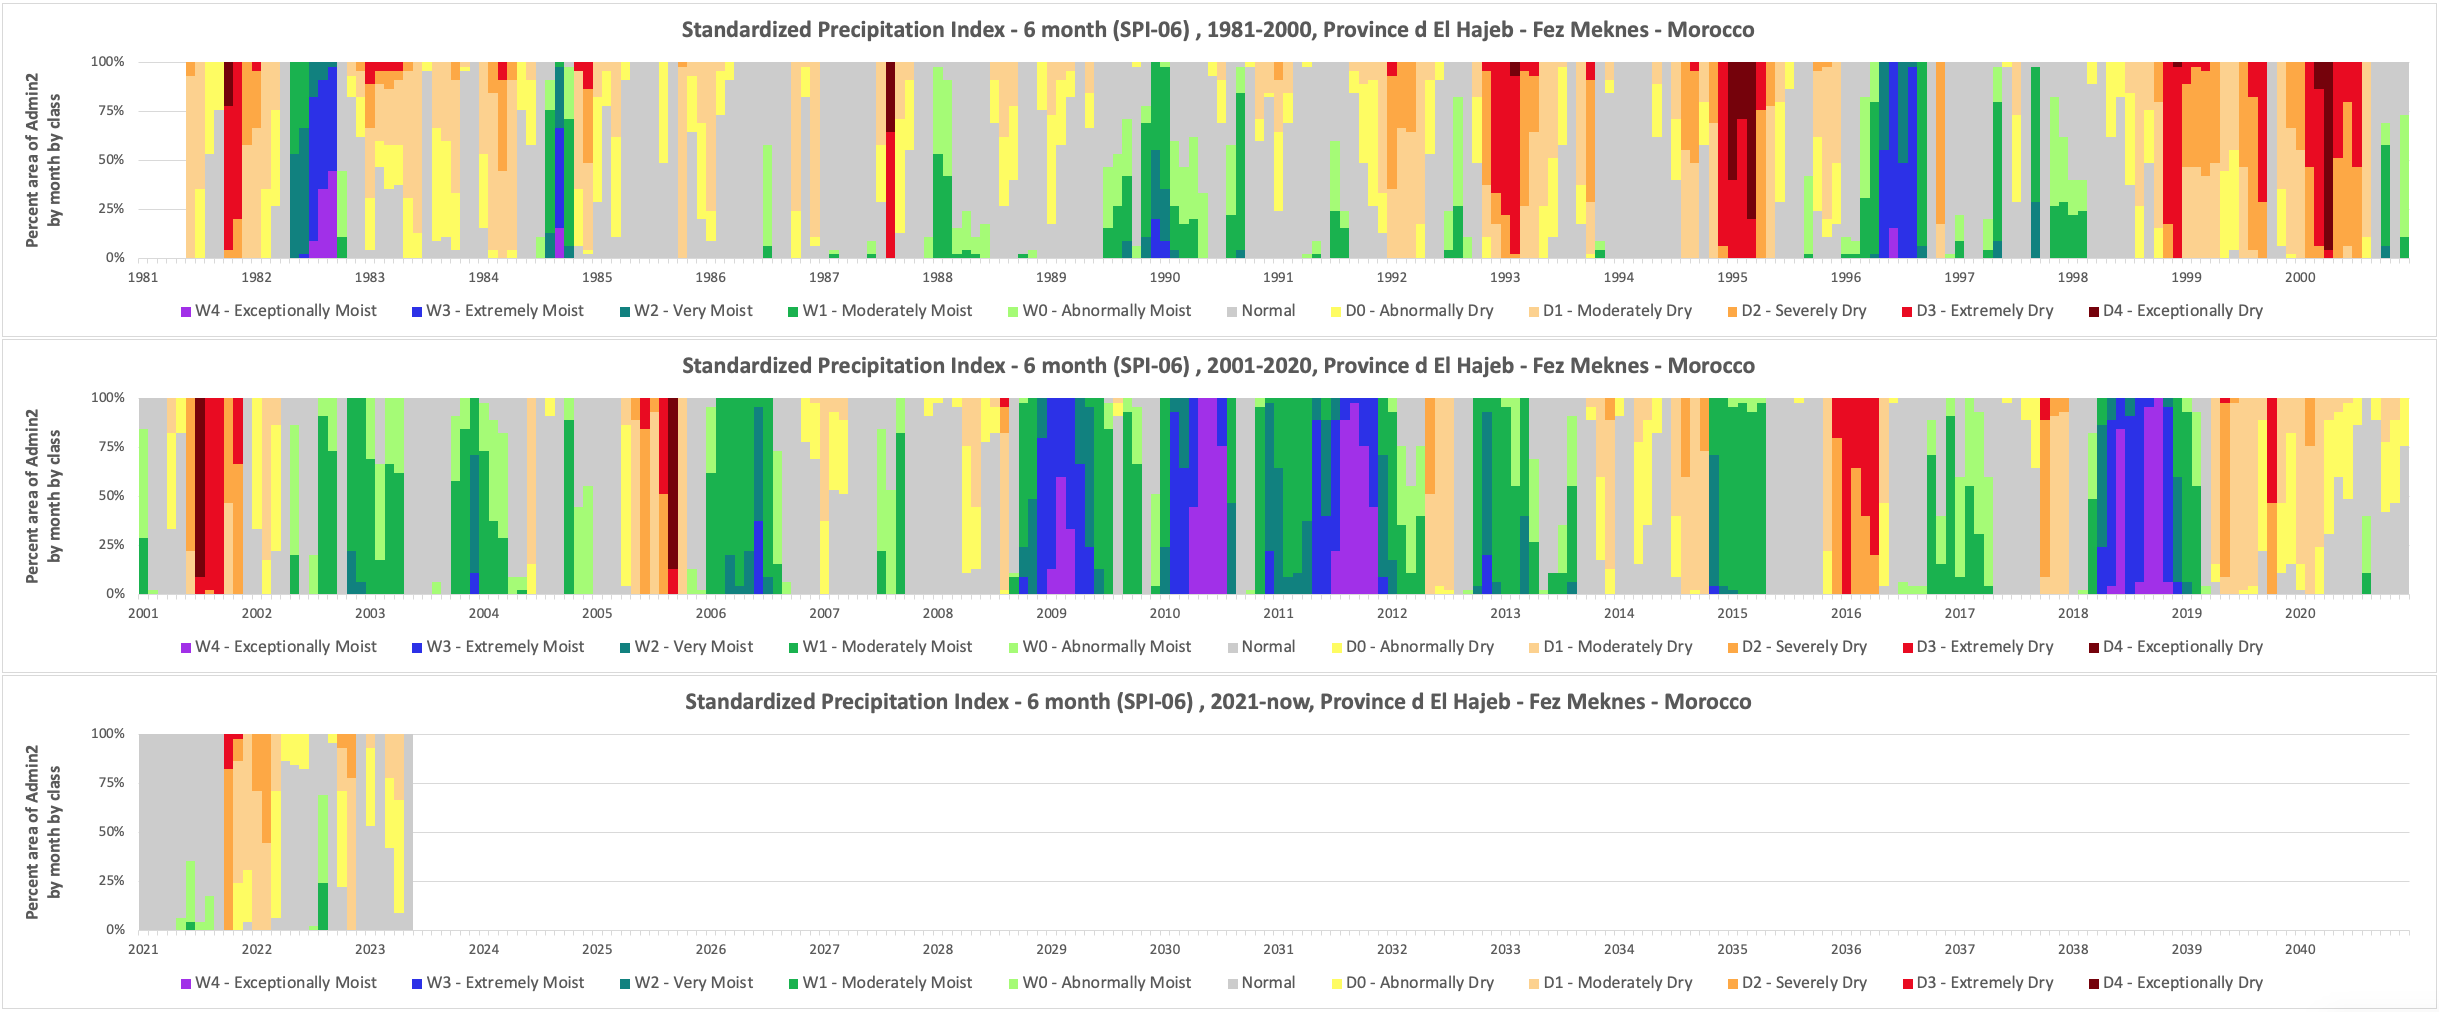 Standardized Precipitation Index - 6 month (SPI-06) , 1981-2000, Province d El Hajeb - Fez Meknes - Morocco
Percent area of Admin2
by month by class
100%
75%
50%
25%
0%
1981 1982 1983 1984 1985 1986 1987 1988 1989 1990 1991 1992 1993 1994 1995 1996 1997 1998 1999 2000
W4 - Exceptionally Moist W3 - Extremely Moist W2 - Very Moist W1 - Moderately Moist W0 - Abnormally Moist Normal D0 - Abnormally Dry D1 - Moderately Dry D2 - Severely Dry D3 - Extremely Dry D4 - Exceptionally Dry
Standardized Precipitation Index - 6 month (SPI-06) , 2001-2020, Province d El Hajeb - Fez Meknes - Morocco
Percent area of Admin2
by month by class
100%
75%
50%
25%
0%
2001 2002 2003 2004 2005 2006 2007 2008 2009 2010 2011 2012 2013 2014 2015 2016 2017 2018 2019 2020
W4 - Exceptionally Moist W3 - Extremely Moist W2 - Very Moist W1 - Moderately Moist W0 - Abnormally Moist Normal D0 - Abnormally Dry D1 - Moderately Dry D2 - Severely Dry D3 - Extremely Dry D4 - Exceptionally Dry
Standardized Precipitation Index - 6 month (SPI-06) , 2021-now, Province d El Hajeb - Fez Meknes - Morocco
Percent area of Admin2
by month by class
100%
75%
50%
25%
0%
2021 2022 2023 2024 2025 2026 2027 2028 2029 2030 2031 2032 2033 2034 2035 2036 2037 2038 2039 2040
W4 - Exceptionally Moist W3 - Extremely Moist W2 - Very Moist W1 - Moderately Moist W0 - Abnormally Moist Normal D0 - Abnormally Dry D1 - Moderately Dry D2 - Severely Dry D3 - Extremely Dry D4 - Exceptionally Dry